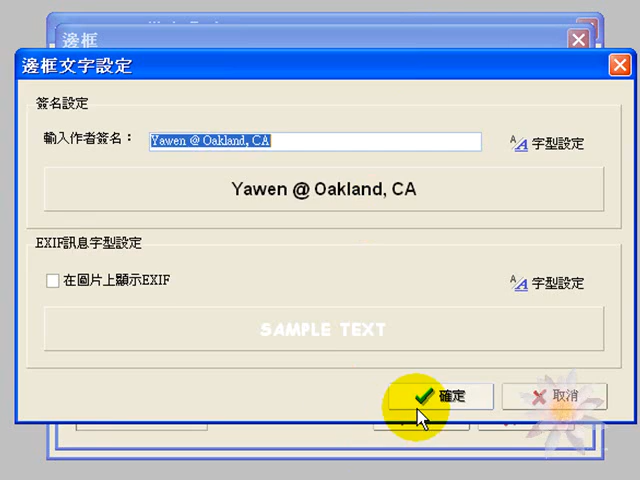 邊框
邊框文字設定
簽名設定
輸入作者簽名：
Yawen @ Oakland, CA
字型設定
Yawen @ Oakland, CA
EXIF訊息字型設定
在圖片上顯示EXIF
字型設定
SAMPLE TEXT
確定
取消